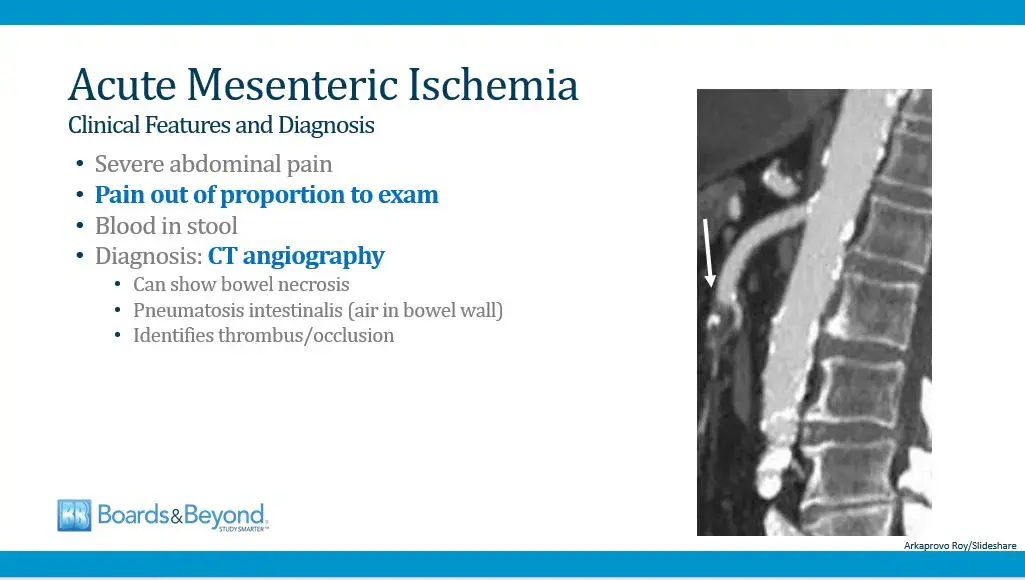 Acute Mesenteric Ischemia
Clinical Features and Diagnosis
• Severe abdominal pain
• Pain out of proportion to exam
• Blood in stool
• Diagnosis: CT angiography
• Can show bowel necrosis
• Pneumatosis intestinalis (air in bowel wall)
• Identifies thrombus/occlusion
BB Boards&Beyond®
STUDY SMARTER™
Arkaprovo Roy/Slideshare